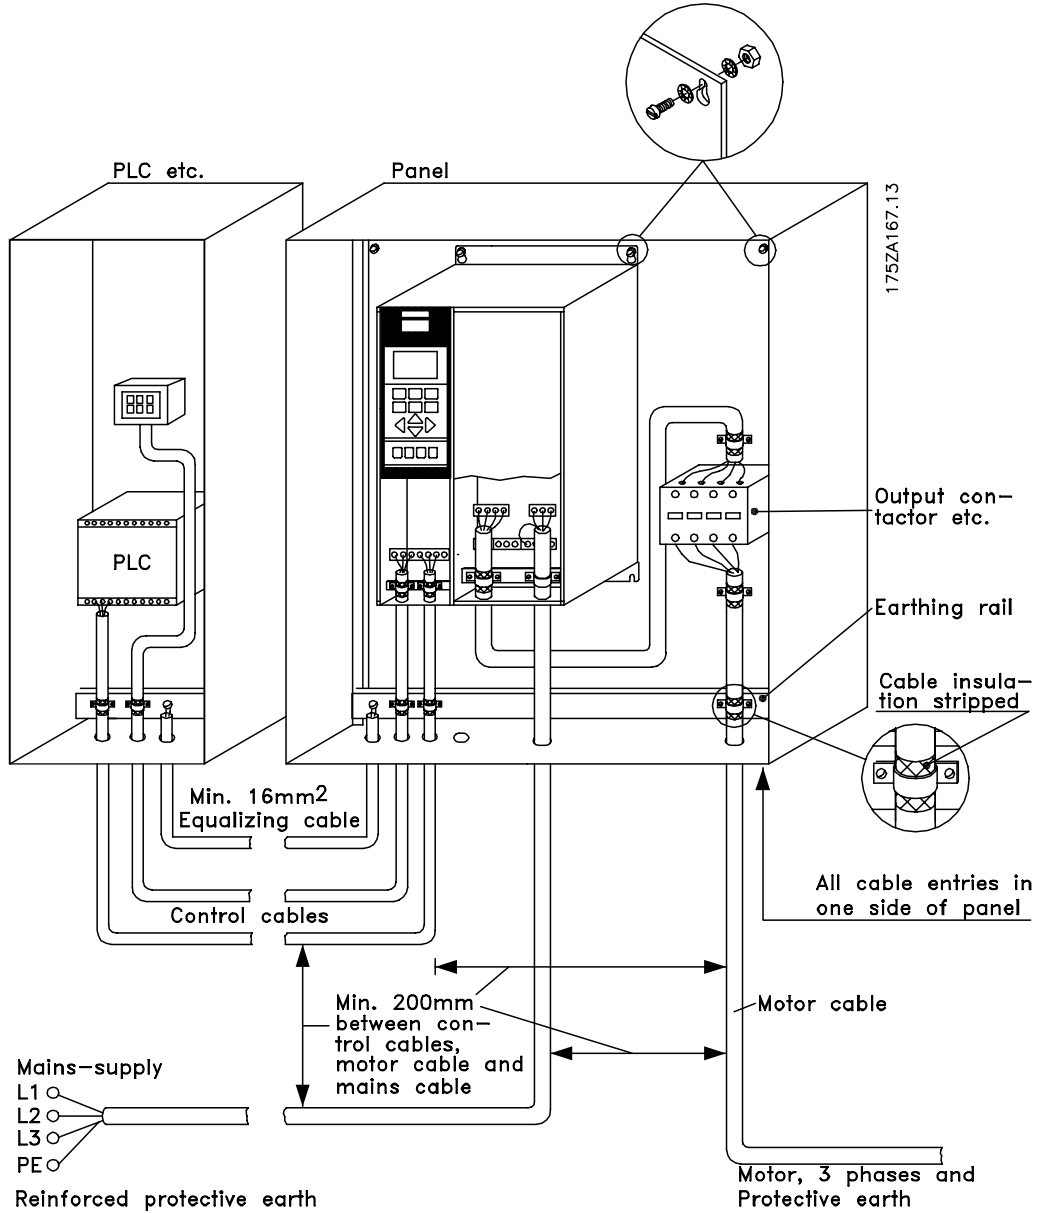 PLC etc.
Panel
175ZA167.13
PLC
Output con-
tactor etc.
Earthing rail
Cable insula-
tion stripped
Min. 16mm2
Equalizing cable
All cable entries in
one side of panel
Control cables
Min. 200mm
between con-
trol cables,
motor cable and
mains cable
Motor cable
Mains-supply
L1
L2
L3
PE
Reinforced protective earth
Motor, 3 phases and
Protective earth